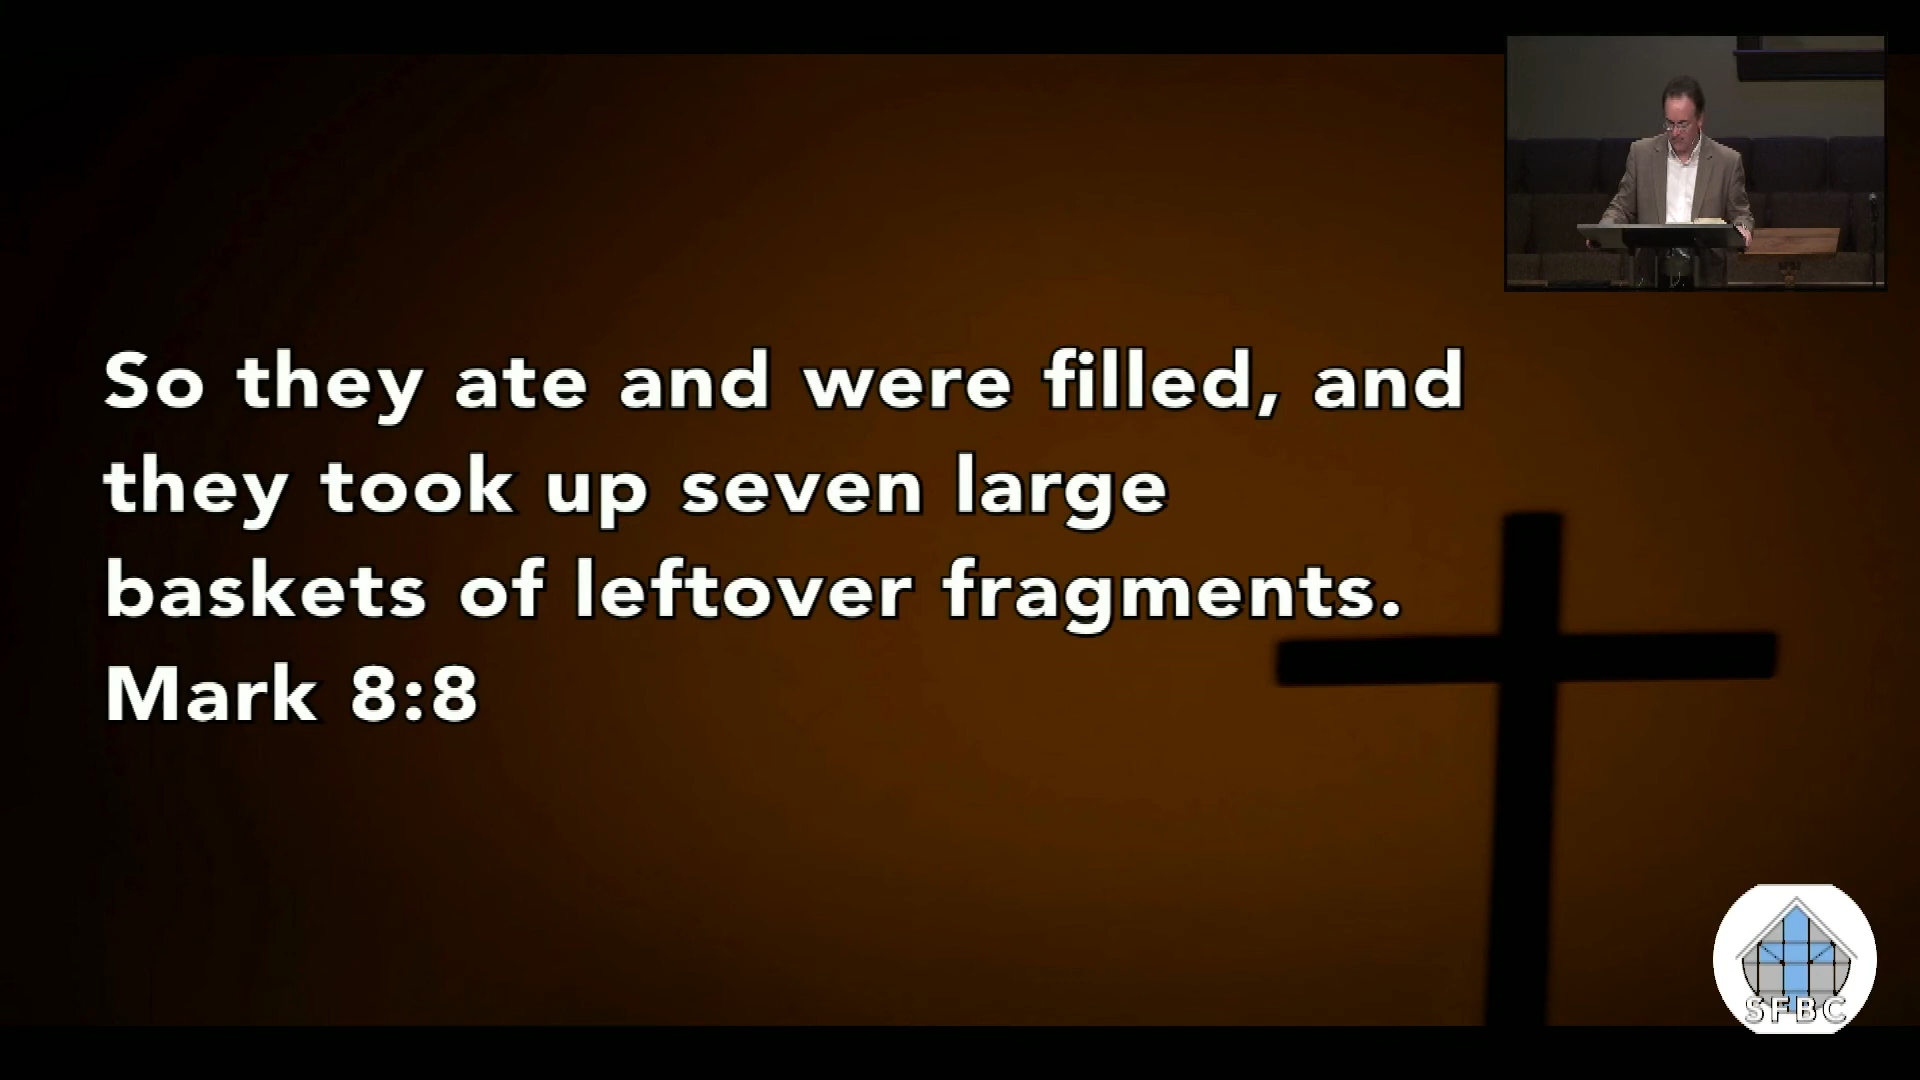 So they ate and were filled, and
they took up seven large
baskets of leftover fragments.
Mark 8:8
SFBC